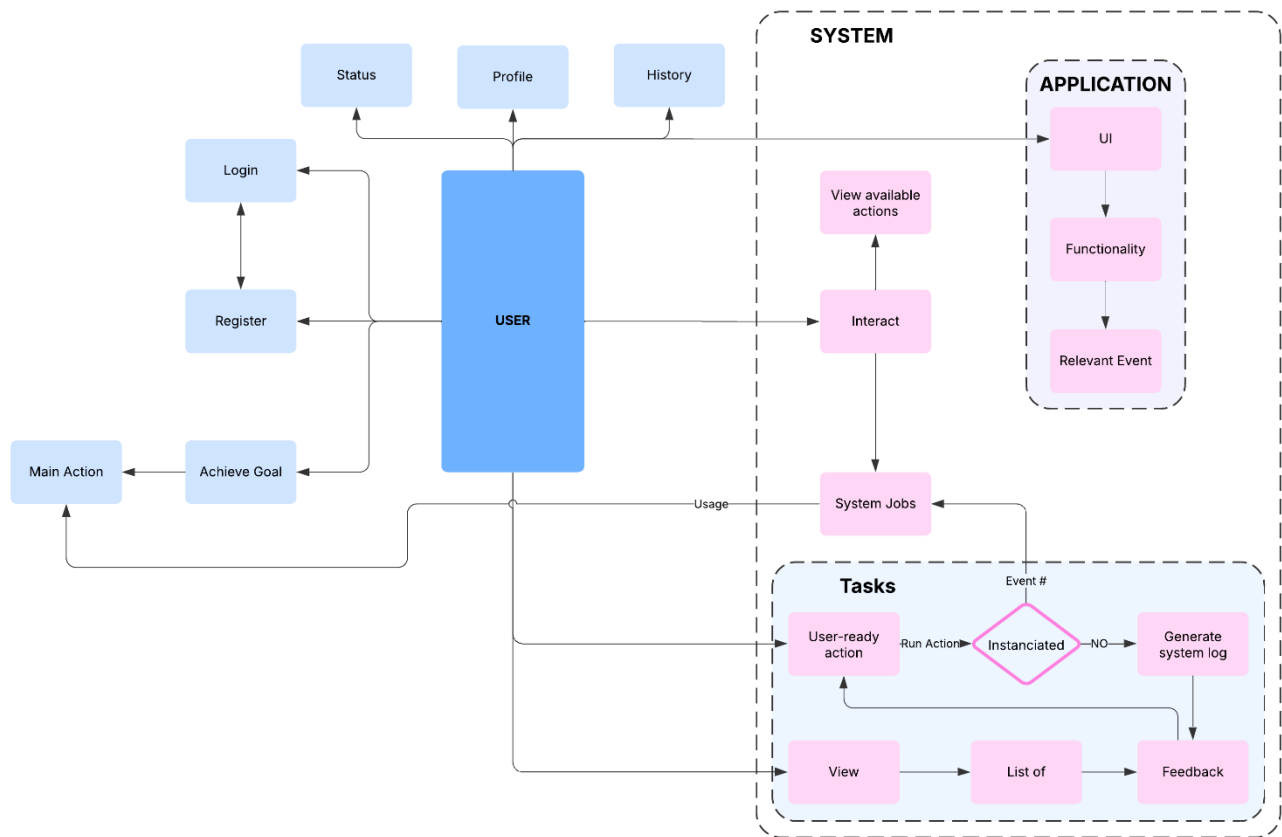 SYSTEM
Status
Profile
History
APPLICATION
UI
Login
View available
actions
Functionality
Register
USER
Interact
Relevant Event
Main Action
Achieve Goal
Usage
System Jobs
Tasks
Event #
User-ready
action
Run Action
Instanciated
NO
Generate
system log
View
List of
Feedback